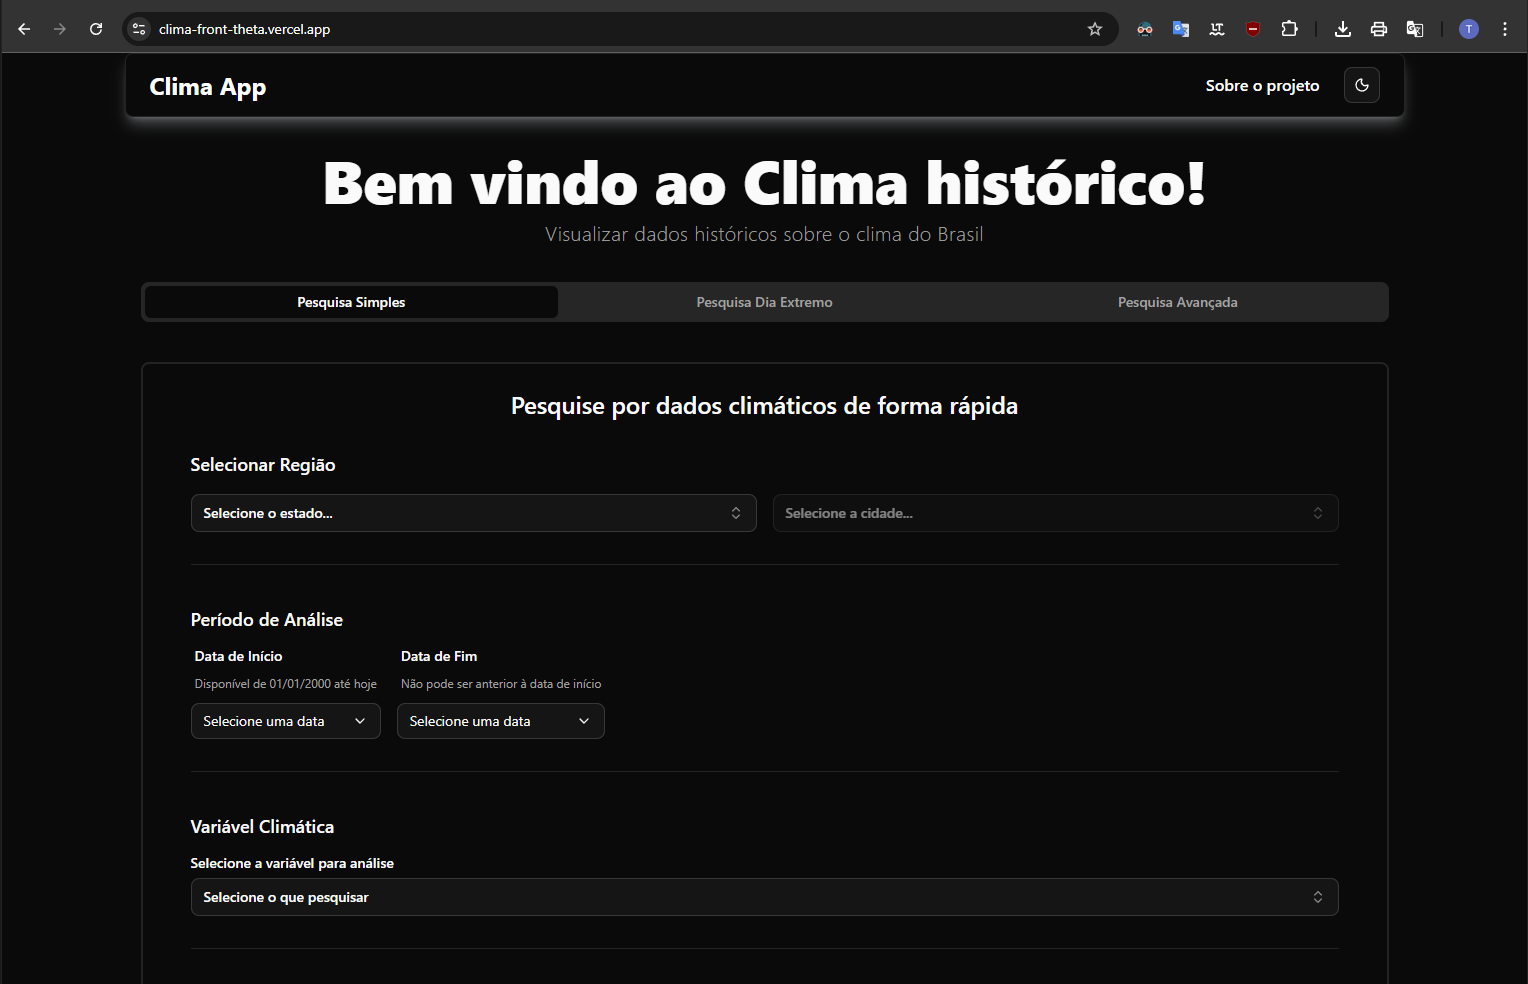 clima-front-theta.vercel.app
T
Clima App
Sobre o projeto
Bem vindo ao Clima histórico!
Visualizar dados históricos sobre o clima do Brasil
Pesquisa Simples
Pesquisa Dia Extremo
Pesquisa Avançada
Pesquise por dados climáticos de forma rápida
Selecionar Região
Selecione o estado...
Selecione a cidade...
Período de Análise
Data de Início
Data de Fim
Disponível de 01/01/2000 até hoje
Não pode ser anterior à data de início
Selecione uma data
Selecione uma data
Variável Climática
Selecione a variável para análise
Selecione o que pesquisar